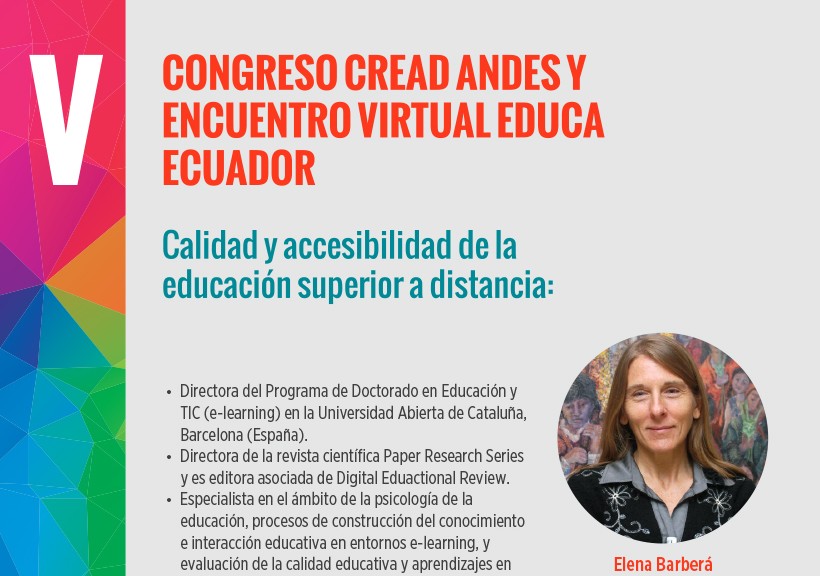 V
CONGRESO CREAD ANDES Y
ENCUENTRO VIRTUAL EDUCA
ECUADOR
Calidad y accesibilidad de la
educación superior a distancia:
• Directora del Programa de Doctorado en Educación y
TIC (e-learning) en la Universidad Abierta de Cataluña,
Barcelona (España).
• Directora de la revista científica Paper Research Series
y es editora asociada de Digital Eduactional Review.
• Especialista en el ámbito de la psicología de la
educación, procesos de construcción del conocimiento
e interacción educativa en entornos e-learning, y
evaluación de la calidad educativa y aprendizajes en
Elena Barberá